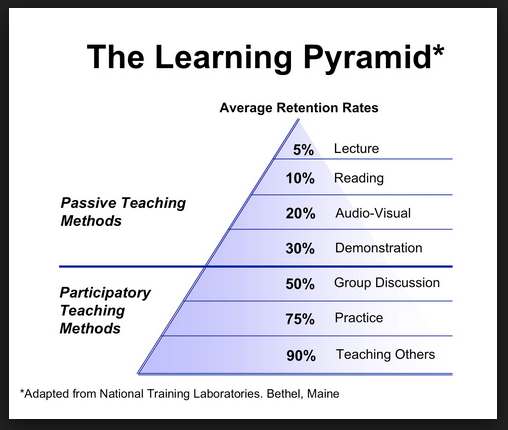 The Learning Pyramid*
Average Retention Rates
5% Lecture
10% Reading
20% Audio-Visual
30% Demonstration
Passive Teaching
Methods
50% Group Discussion
75% Practice
90% Teaching Others
Participatory
Teaching
Methods
*Adapted from National Training Laboratories. Bethel, Maine